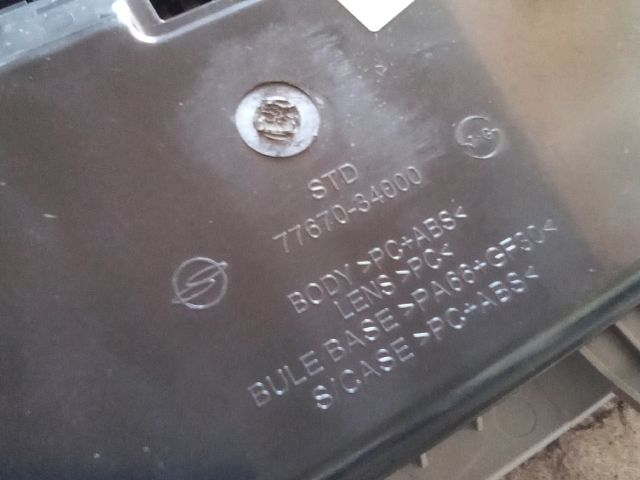 STD
77670-34000
BODY >PC+ABS<
LENS >PC<
BULE BASE >PA66+GF30<
S/CASE >PC+ABS<